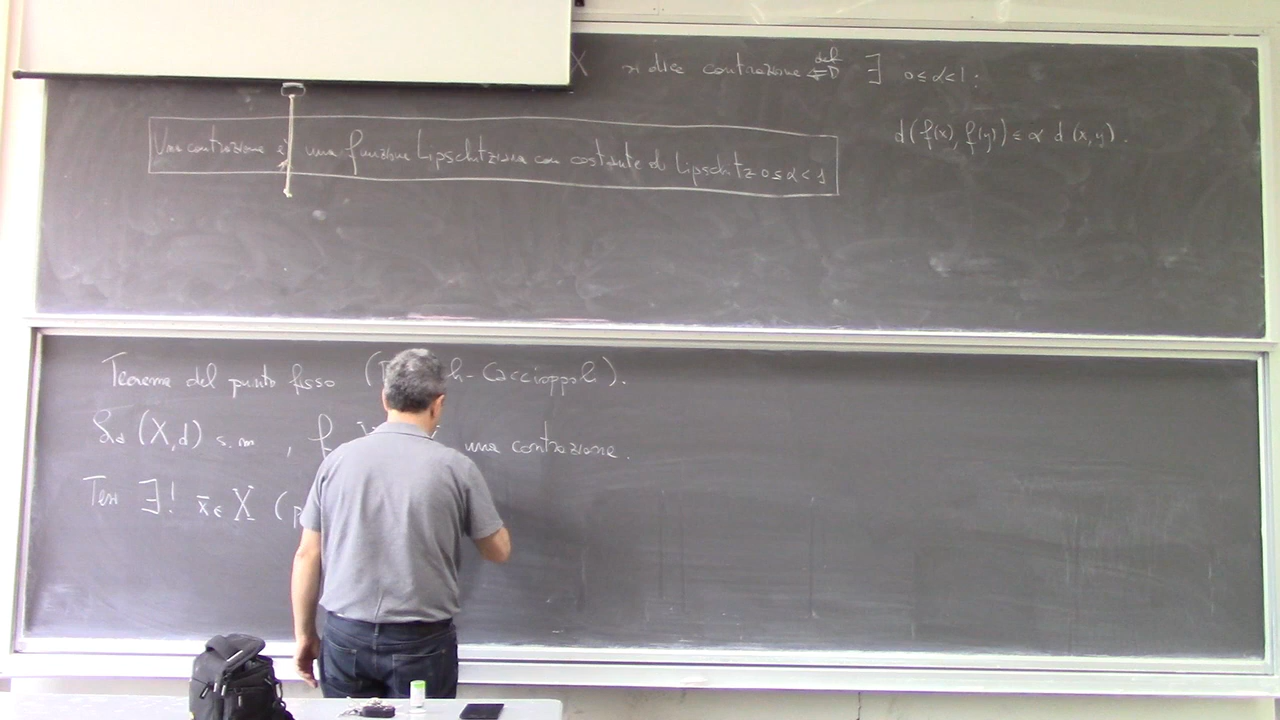 X si dice contrazione def ⟺ ∃ 0≤α<1:
d(f(x), f(y)) ≤ α d(x,y).
Una contrazione è una funzione Lipschitziana con costante di Lipschitz 0≤α<1
Teorema del punto fisso ( h-Caccioppoli).
Sia (X,d) s.m , f una contrazione.
Tesi ∃! x̄∈X (p